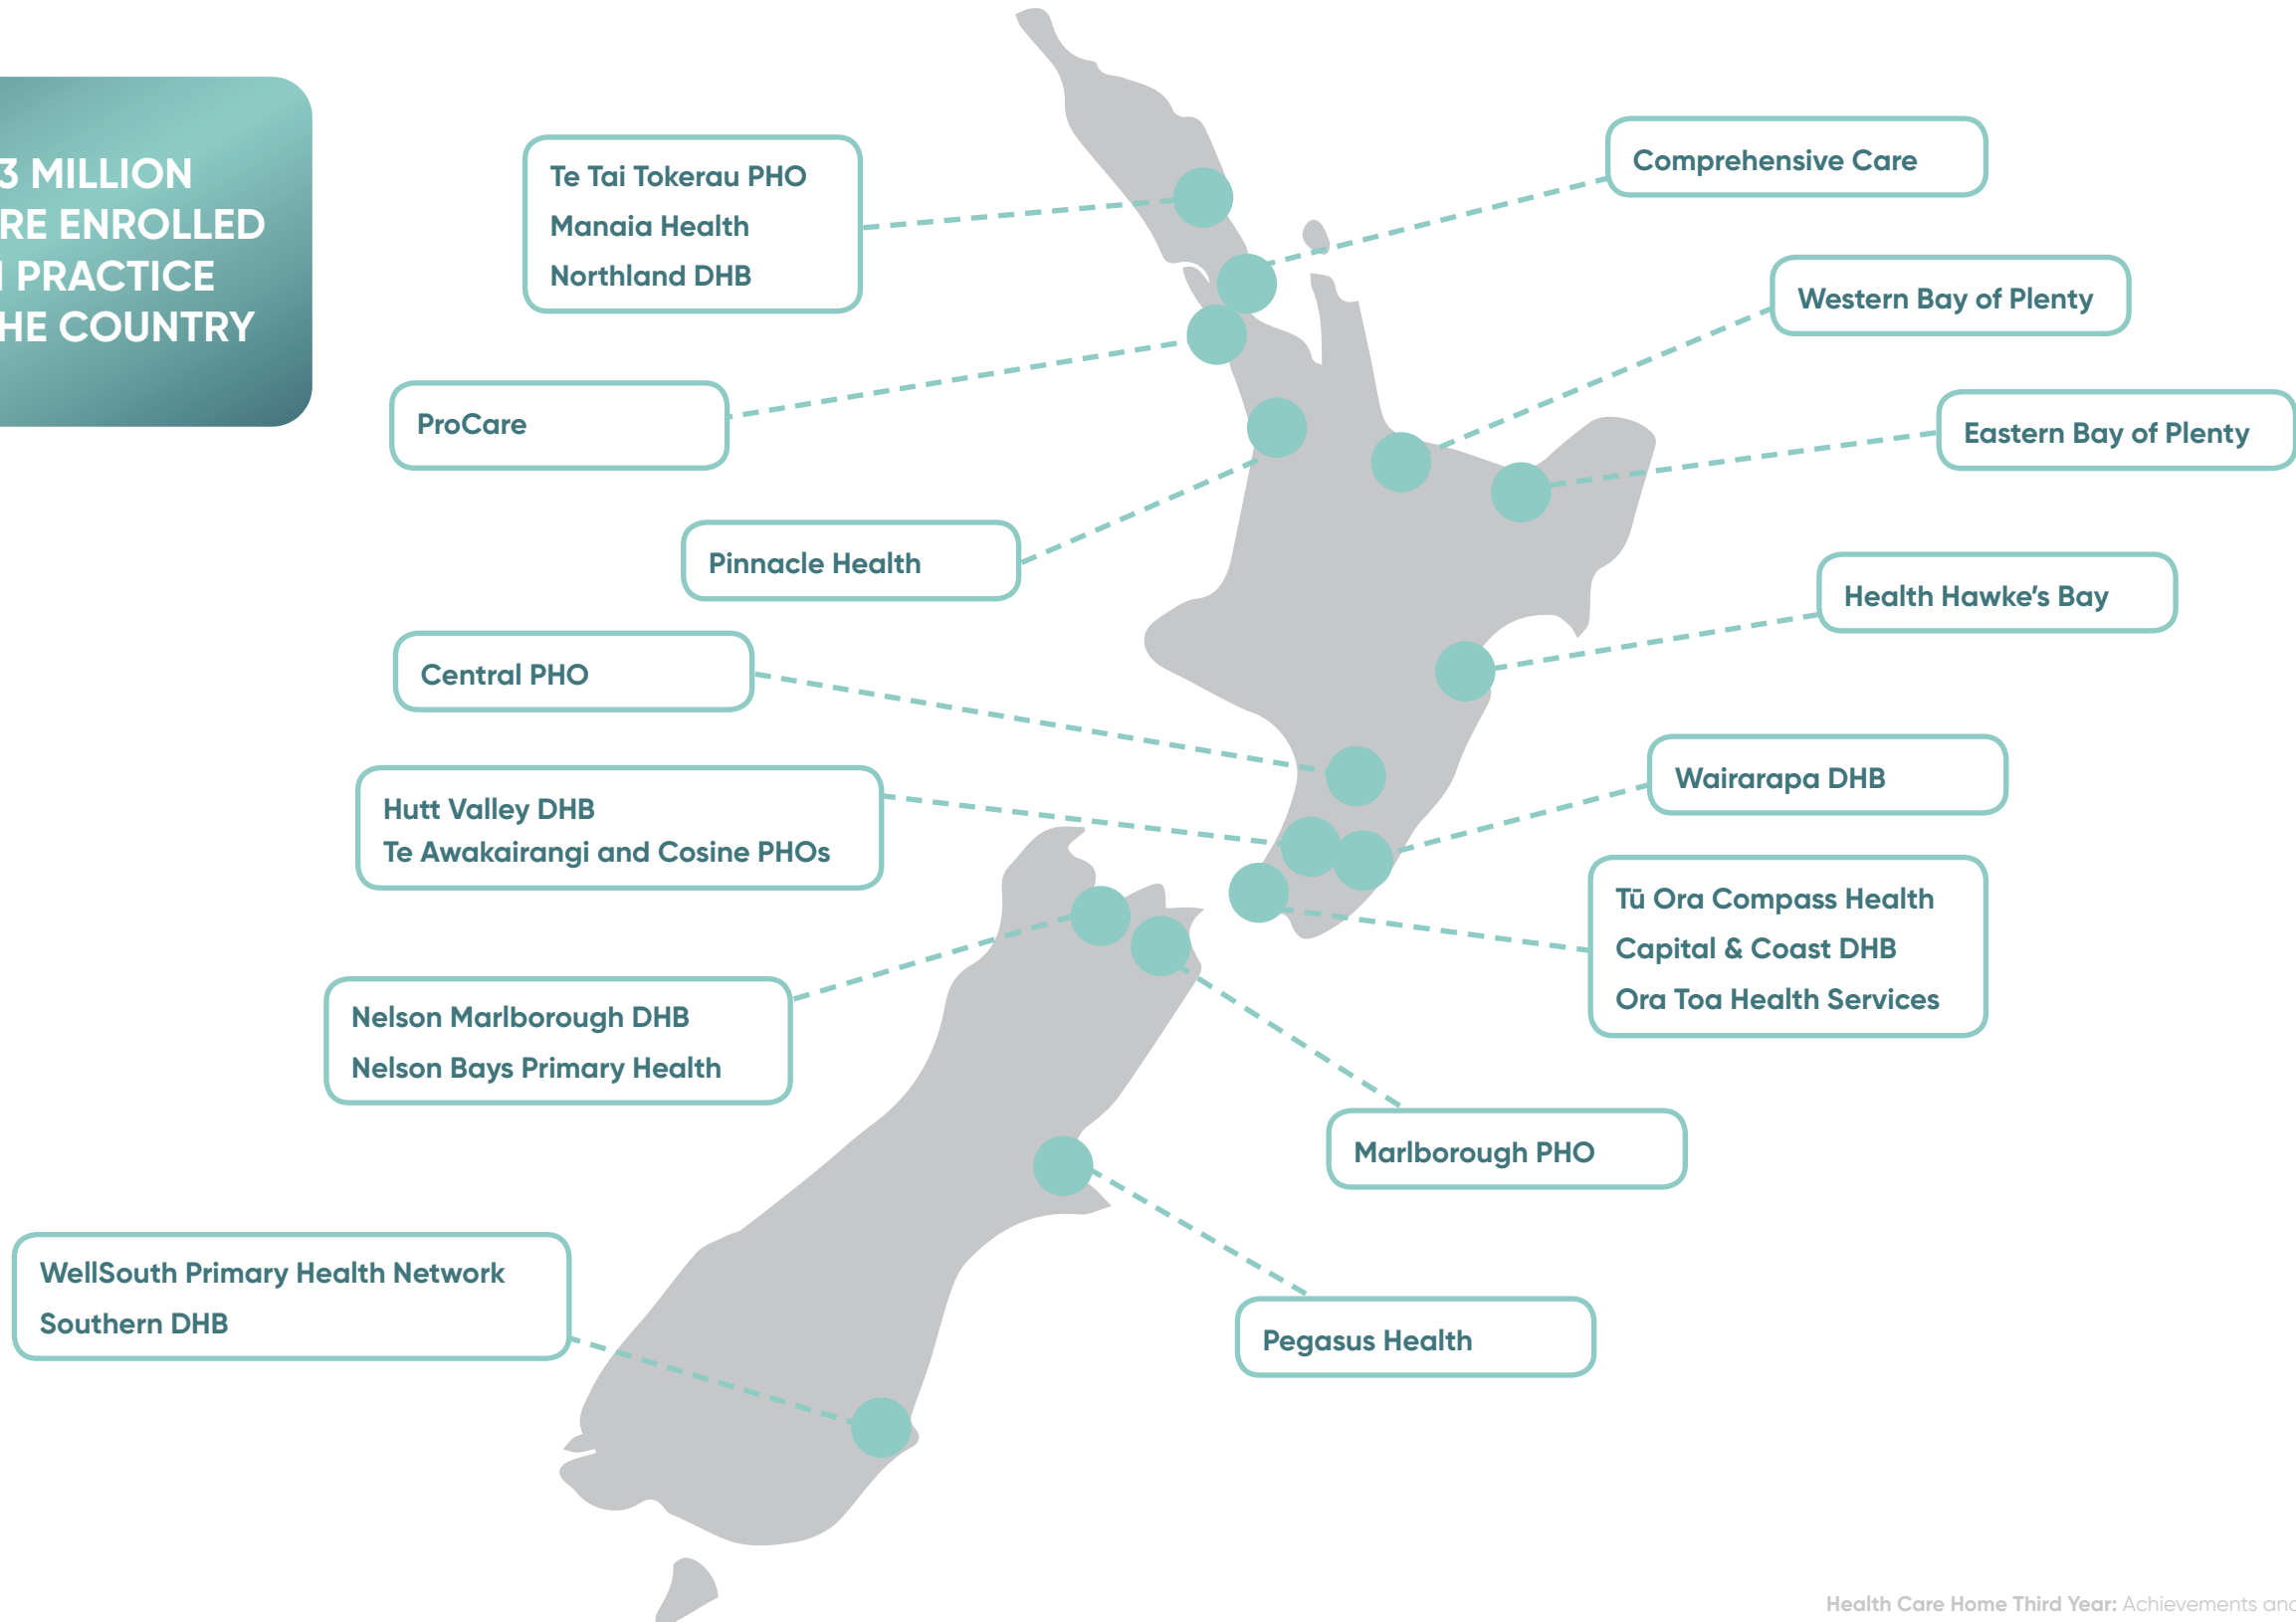 3 MILLION
RE ENROLLED
PRACTICE
HE COUNTRY
Te Tai Tokerau PHO
Manaia Health
Northland DHB
Comprehensive Care
Western Bay of Plenty
ProCare
Eastern Bay of Plenty
Pinnacle Health
Health Hawke’s Bay
Central PHO
Wairarapa DHB
Hutt Valley DHB
Te Awakairangi and Cosine PHOs
Tū Ora Compass Health
Capital & Coast DHB
Ora Toa Health Services
Nelson Marlborough DHB
Nelson Bays Primary Health
Marlborough PHO
WellSouth Primary Health Network
Southern DHB
Pegasus Health
Health Care Home Third Year: Achievements and